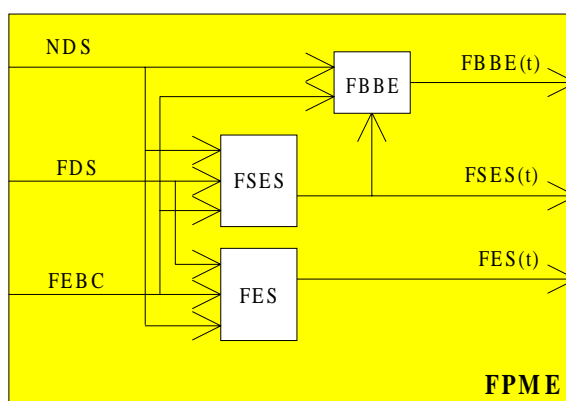 NDS
FBBE
FBBE(t)
FDS
FSES
FSES(t)
FEBC
FES
FES(t)
FPME